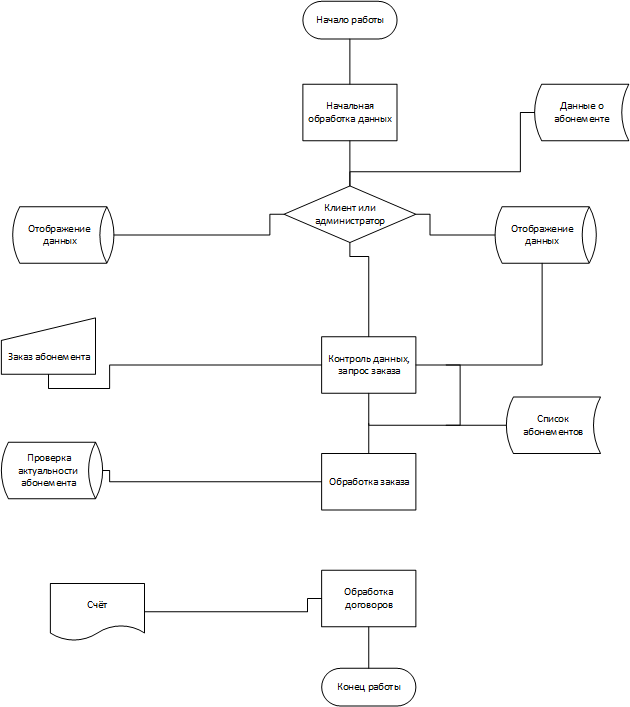 Начало работы
Начальная
обработка данных
Данные о
абонементе
Клиент или
администратор
Отображение
данных
Отображение
данных
Заказ абонемента
Контроль данных,
запрос заказа
Список
абонементов
Проверка
актуальности
абонемента
Обработка заказа
Счёт
Обработка
договоров
Конец работы